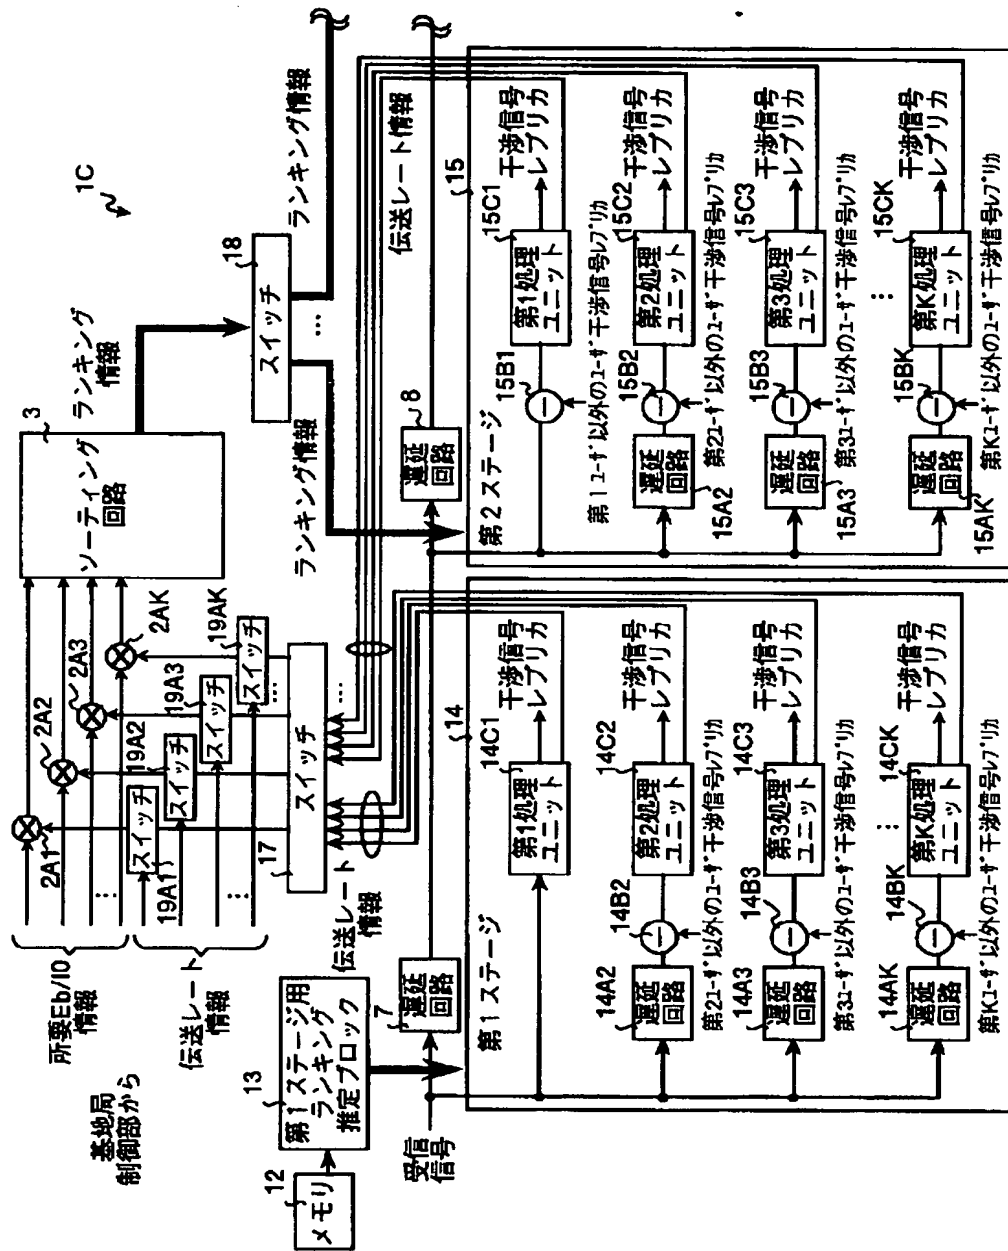 1C
基地局
制御部から
所要Eb/I0
情報
伝送レート
情報
2A1
2A2
2A3
2AK
19A1
スイッチ
19A2
スイッチ
19A3
スイッチ
19AK
スイッチ
3
ソーティング
回路
ランキング
情報
18
スイッチ
ランキング情報
ランキング情報
17
スイッチ
伝送レート
情報
12
メモリ
13
第1ステージ用
ランキング
推定ブロック
受信
信号
7
遅延
回路
8
遅延
回路
伝送レート情報
14
第1ステージ
14C1
第1処理
ユニット
干渉信号
レプリカ
14A2
遅延
回路
14B2
14C2
第2処理
ユニット
干渉信号
レプリカ
第2ユーザ以外のユーザ干渉信号レプリカ
14A3
遅延
回路
14B3
14C3
第3処理
ユニット
干渉信号
レプリカ
第3ユーザ以外のユーザ干渉信号レプリカ
14AK
遅延
回路
14BK
14CK
第K処理
ユニット
干渉信号
レプリカ
第Kユーザ以外のユーザ干渉信号レプリカ
15
第2ステージ
15B1
15C1
第1処理
ユニット
干渉信号
レプリカ
第1ユーザ以外のユーザ干渉信号レプリカ
15A2
遅延
回路
15B2
15C2
第2処理
ユニット
干渉信号
レプリカ
第2ユーザ以外のユーザ干渉信号レプリカ
15A3
遅延
回路
15B3
15C3
第3処理
ユニット
干渉信号
レプリカ
第3ユーザ以外のユーザ干渉信号レプリカ
15AK
遅延
回路
15BK
15CK
第K処理
ユニット
干渉信号
レプリカ
第Kユーザ以外のユーザ干渉信号レプリカ